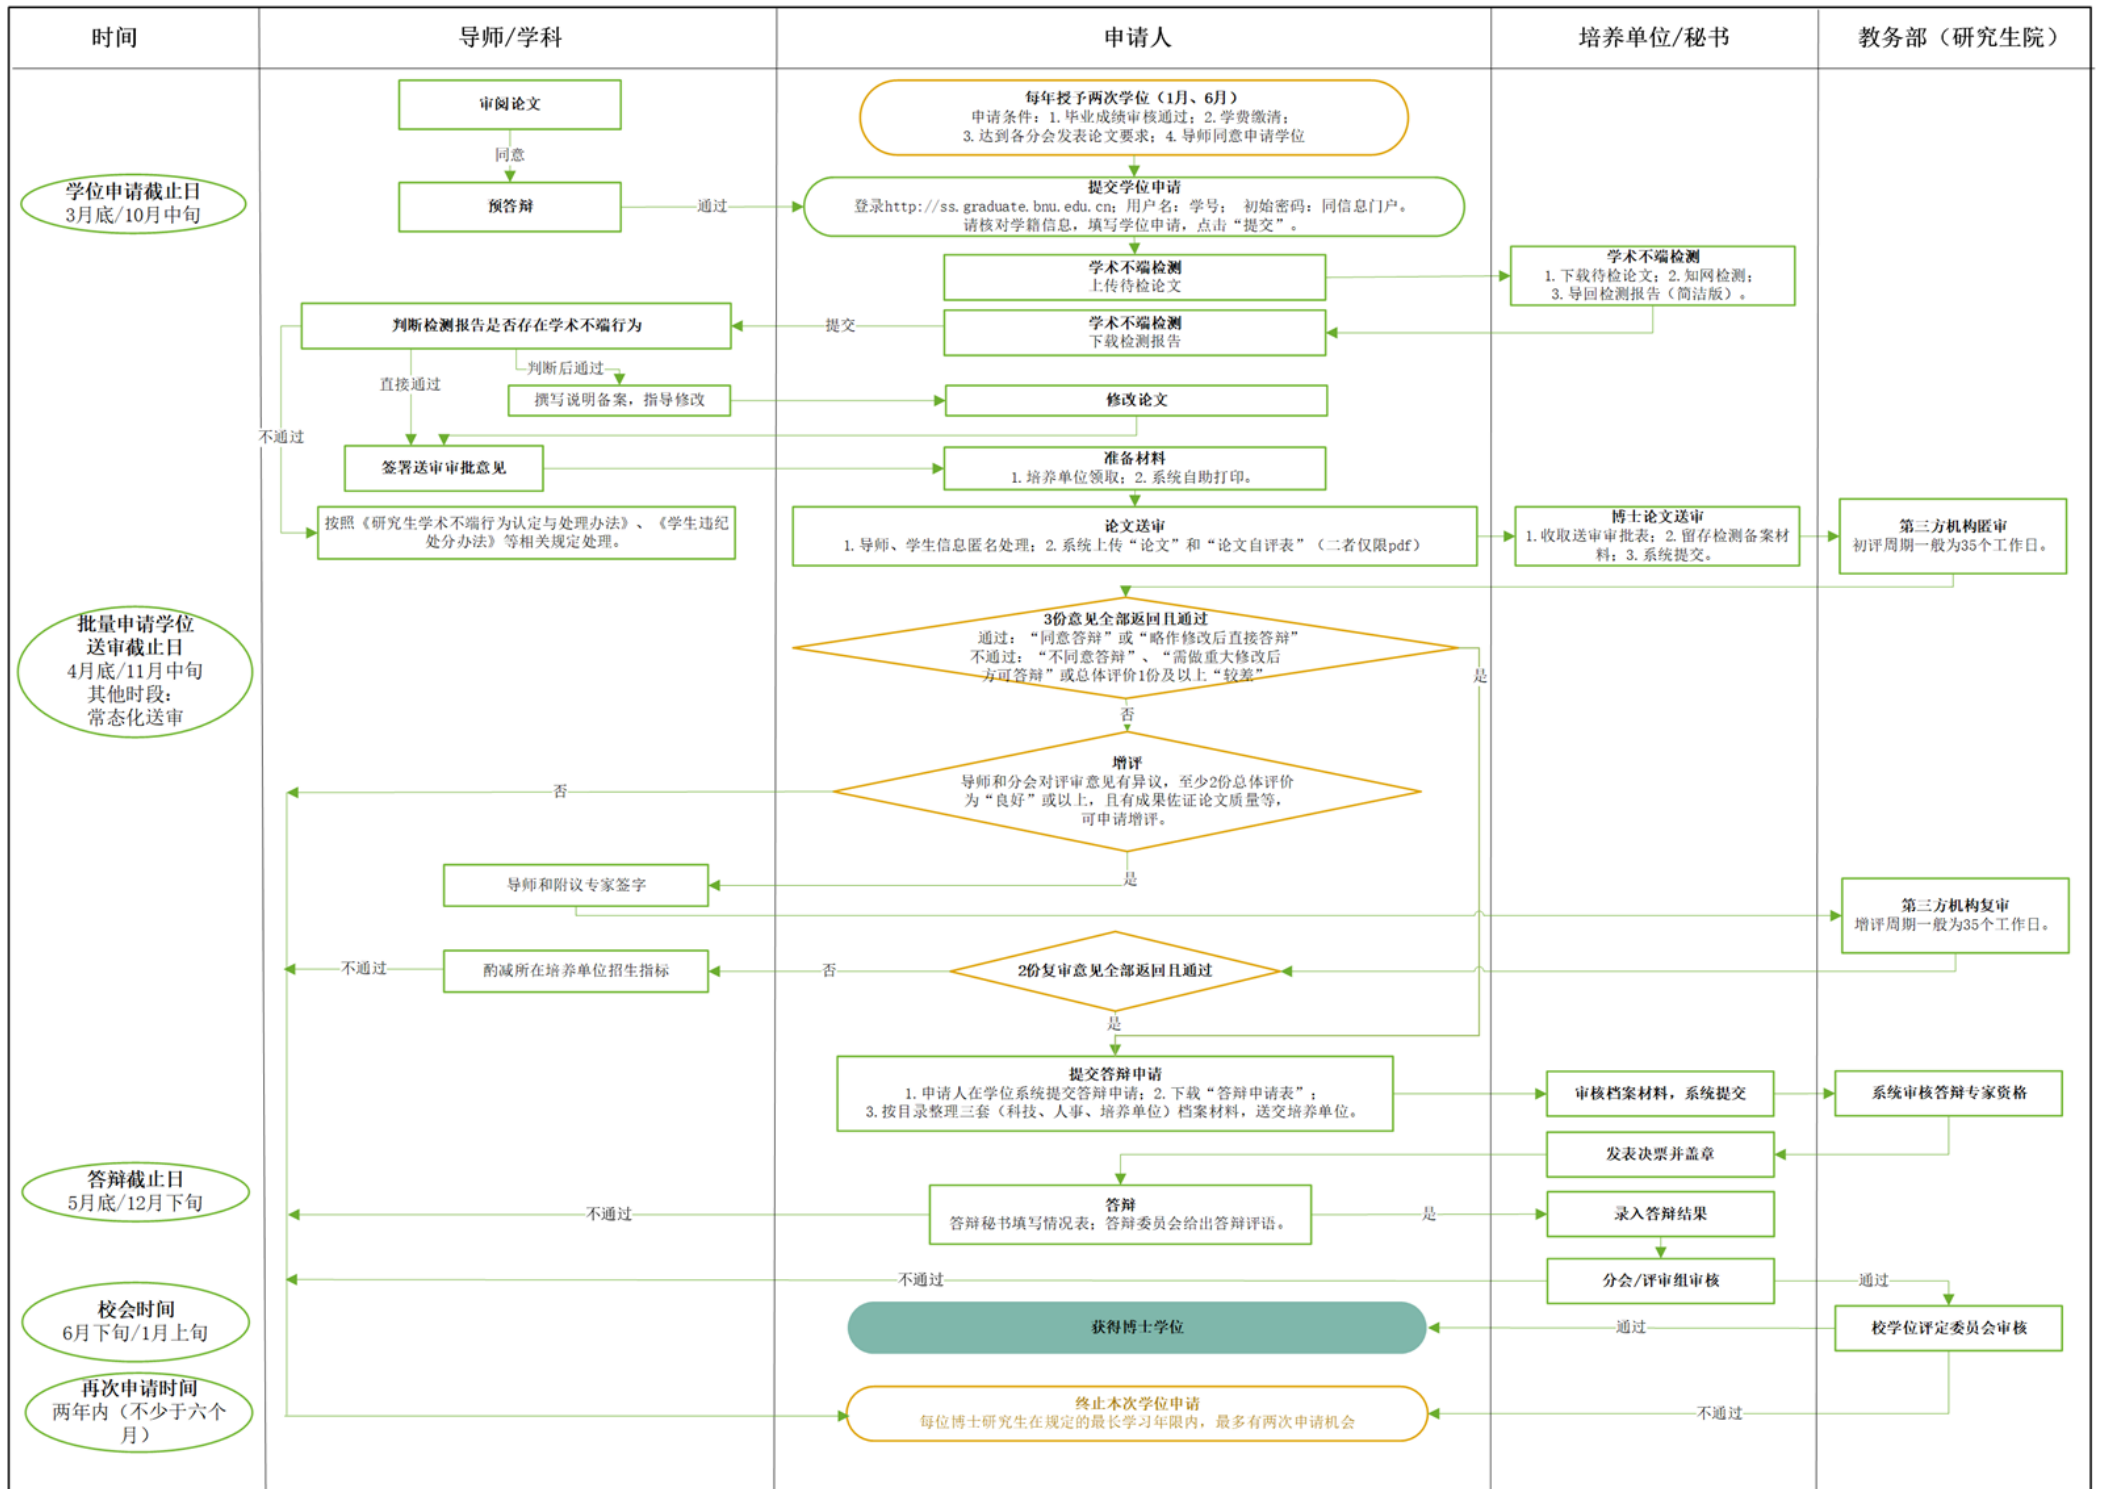 时间
导师/学科
申请人
培养单位/秘书
教务部（研究生院）
审阅论文
每年授予两次学位（1月、6月）
申请条件：1.毕业成绩审核通过；2.学费缴清；
3.达到各分会发表论文要求；4.导师同意申请学位
同意
学位申请截止日
3月底/10月中旬
预答辩
通过
提交学位申请
登录http://ss.graduate.bnu.edu.cn；用户名：学号； 初始密码：同信息门户。
请核对学籍信息，填写学位申请，点击“提交”。
学术不端检测
上传待检论文
学术不端检测
1.下载待检论文；2.知网检测；
3.导回检测报告（简洁版）。
判断检测报告是否存在学术不端行为
提交
学术不端检测
下载检测报告
判断后通过
直接通过
撰写说明备案，指导修改
修改论文
不通过
签署送审审批意见
准备材料
1.培养单位领取；2.系统自助打印。
按照《研究生学术不端行为认定与处理办法》、《学生违纪
处分办法》等相关规定处理。
论文送审
1.导师、学生信息匿名处理；2.系统上传“论文”和“论文自评表”（二者仅限pdf）
博士论文送审
1.收取送审审批表；2.留存检测备案材
料；3.系统提交。
第三方机构匿审
初评周期一般为35个工作日。
批量申请学位
送审截止日
4月底/11月中旬
其他时段：
常态化送审
3份意见全部返回且通过
通过：“同意答辩”或“略作修改后直接答辩”
不通过：“不同意答辩”、“需做重大修改后
方可答辩”或总体评价1份及以上“较差”
是
否
增评
导师和分会对评审意见有异议，至少2份总体评价
为“良好”或以上，且有成果佐证论文质量等，
可申请增评。
否
是
导师和附议专家签字
第三方机构复审
增评周期一般为35个工作日。
不通过
酌减所在培养单位招生指标
否
2份复审意见全部返回且通过
是
提交答辩申请
1.申请人在学位系统提交答辩申请；2.下载“答辩申请表”；
3.按目录整理三套（科技、人事、培养单位）档案材料，送交培养单位。
审核档案材料，系统提交
系统审核答辩专家资格
发表决票并盖章
答辩截止日
5月底/12月下旬
不通过
答辩
答辩秘书填写情况表；答辩委员会给出答辩评语。
是
录入答辩结果
不通过
分会/评审组审核
通过
校会时间
6月下旬/1月上旬
获得博士学位
通过
校学位评定委员会审核
再次申请时间
两年内（不少于六个
月）
终止本次学位申请
每位博士研究生在规定的最长学习年限内，最多有两次申请机会
不通过